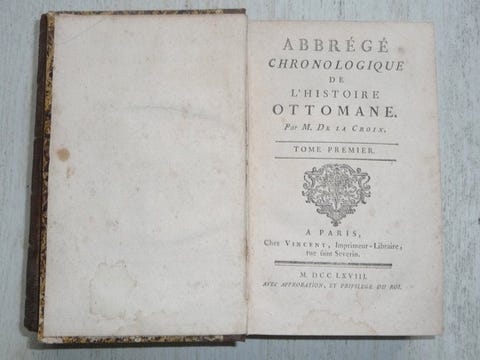 ABBRÉGÉ
CHRONOLOGIQUE
DE
L'HISTOIRE
OTTOMANE.
Par M. DE LA CROIX.
TOME PREMIER.
A PARIS,
Chez VINCENT, Imprimeur-Libraire,
rue saint Severin.
M. DCC LXVIII.
AVEC APPROBATION, ET PRIVILEGE DU ROI.